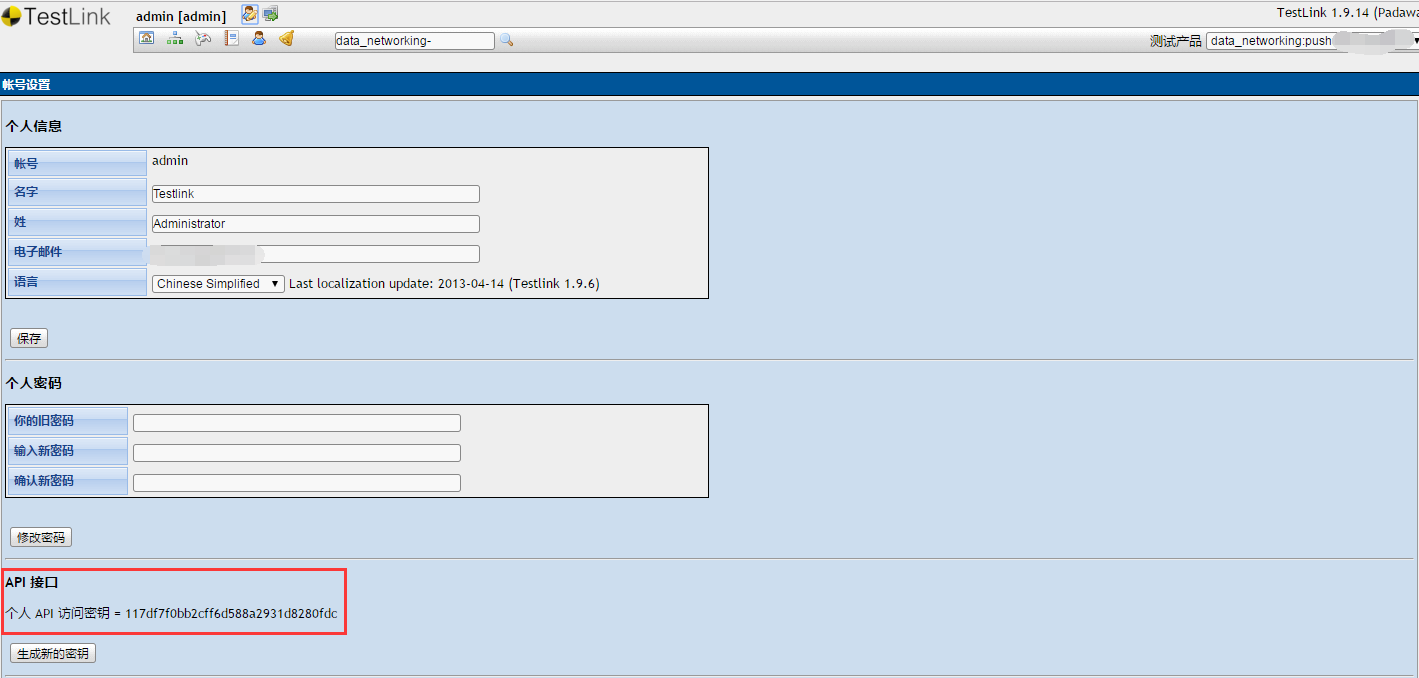 TestLink
admin [admin]
TestLink 1.9.14 (Padawa
data_networking-
测试产品 data_networking:push
帐号设置
个人信息
帐号 admin
名字 Testlink
姓 Administrator
电子邮件
语言 Chinese Simplified Last localization update: 2013-04-14 (Testlink 1.9.6)
保存
个人密码
你的旧密码
输入新密码
确认新密码
修改密码
API 接口
个人 API 访问密钥 = 117df7f0bb2cff6d588a2931d8280fdc
生成新的密钥